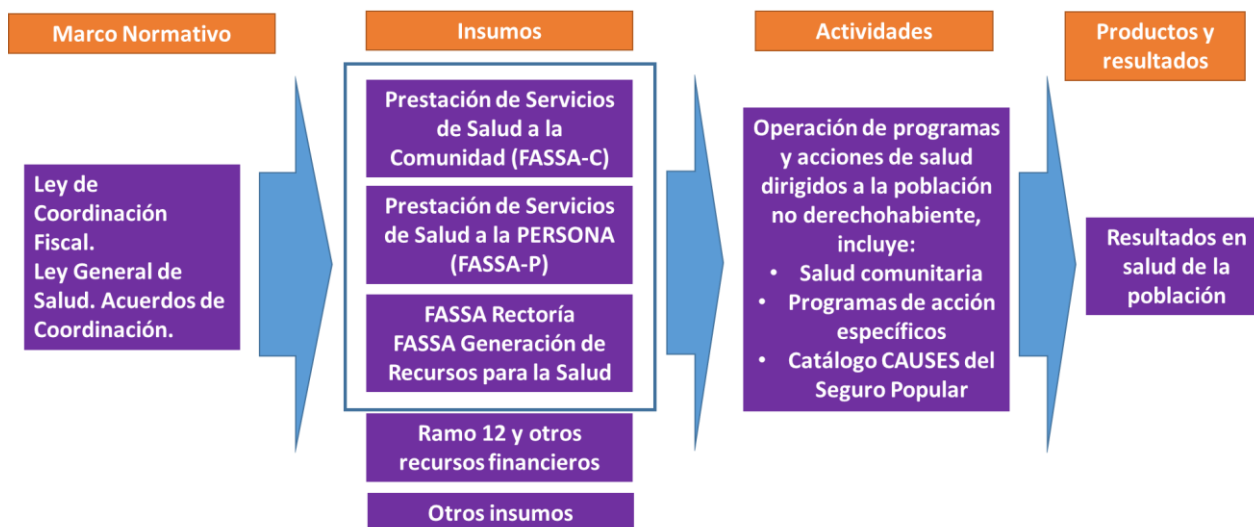 Marco Normativo
Insumos
Actividades
Productos y
resultados
Ley de
Coordinación
Fiscal.
Ley General de
Salud. Acuerdos de
Coordinación.
Prestación de Servicios
de Salud a la
Comunidad (FASSA-C)
Prestación de Servicios
de Salud a la PERSONA
(FASSA-P)
FASSA Rectoría
FASSA Generación de
Recursos para la Salud
Ramo 12 y otros
recursos financieros
Otros insumos
Operación de programas
y acciones de salud
dirigidos a la población
no derechohabiente,
incluye:
• Salud comunitaria
• Programas de acción
específicos
• Catálogo CAUSES del
Seguro Popular
Resultados en
salud de la
población